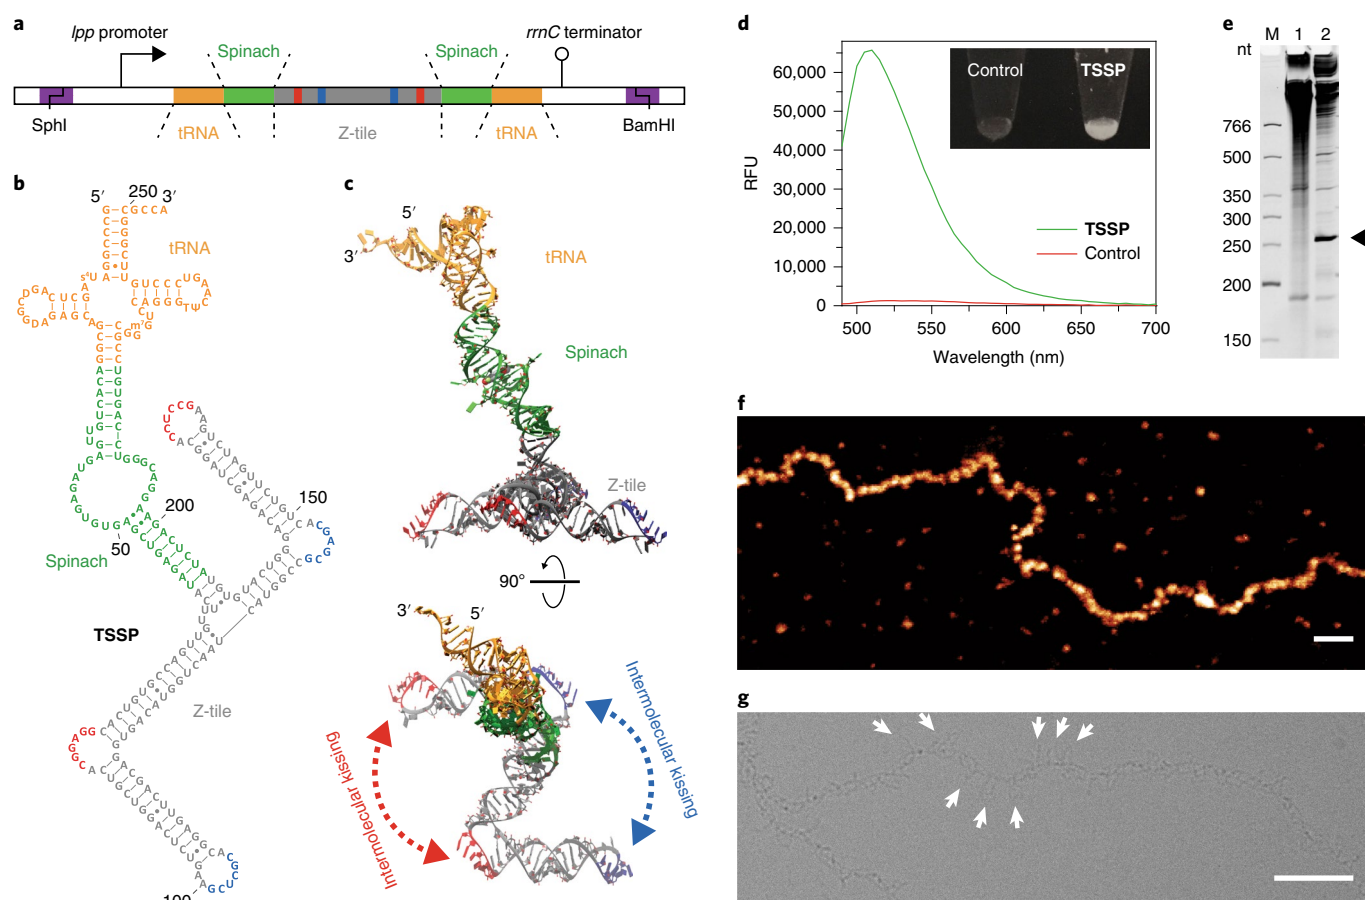 a
lpp promoter
rrnC terminator
Spinach
Spinach
SphI
tRNA
Z-tile
tRNA
BamHI
b
5′
250
3′
tRNA
150
200
50
Spinach
TSSP
Z-tile
c
5′
3′
tRNA
Spinach
Z-tile
90°
3′
5′
Intermolecular kissing
Intermolecular kissing
d
Control
TSSP
60,000
50,000
40,000
30,000
20,000
10,000
0
RFU
TSSP
Control
500
550
600
650
700
Wavelength (nm)
e
M 1 2
nt
766
500
350
300
250
200
150
f
g